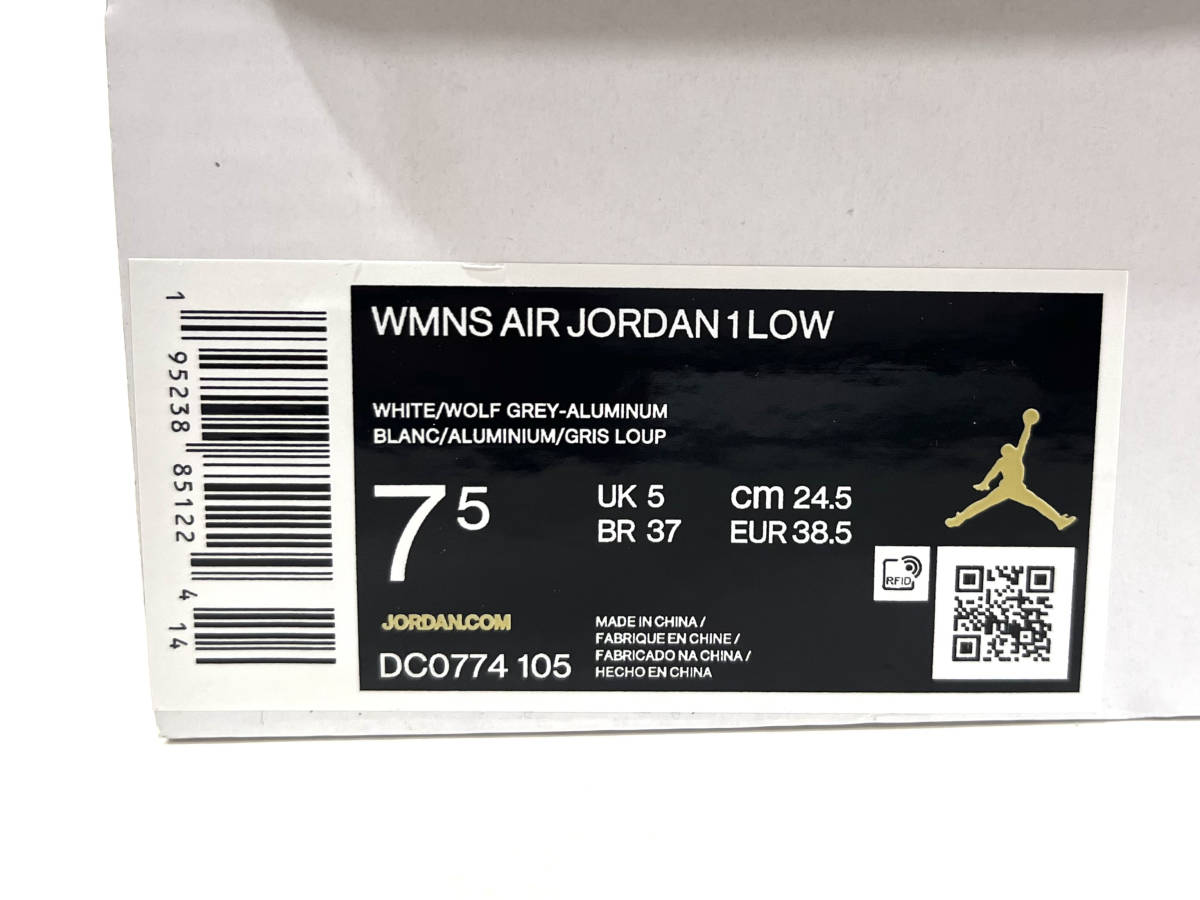 WMNS AIR JORDAN 1 LOW
WHITE/WOLF GREY-ALUMINUM
BLANC/ALUMINIUM/GRIS LOUP
7 5
UK 5
BR 37
cm 24.5
EUR 38.5
JORDAN.COM
DC0774 105
MADE IN CHINA /
FABRIQUE EN CHINE /
FABRICADO NA CHINA /
HECHO EN CHINA
RFID
1 95238 85122 4 14